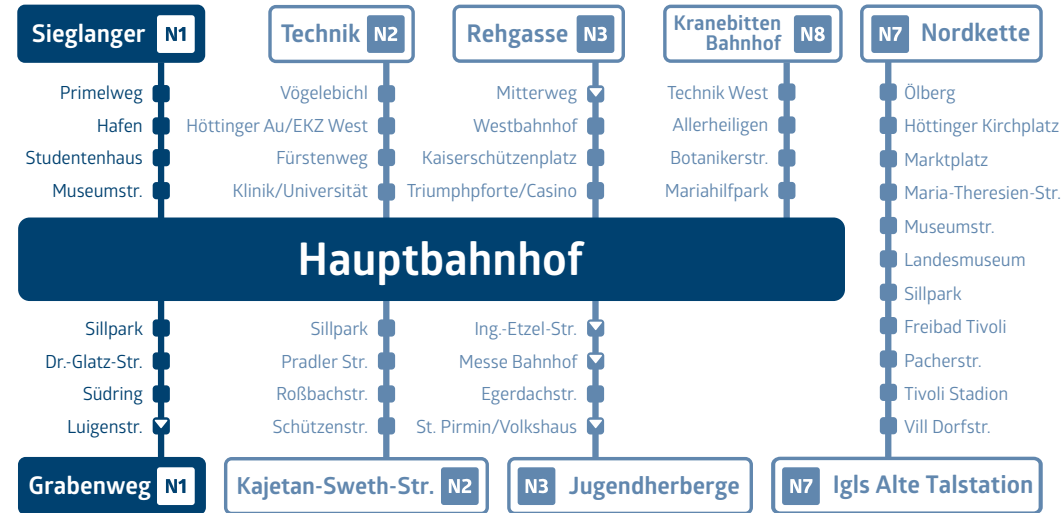 Sieglanger N1
Technik N2
Rehgasse N3
Kranebitten
Bahnhof N8
N7 Nordkette
Primelweg
Hafen
Studentenhaus
Museumstr.
Vögelebichl
Höttinger Au/EKZ West
Fürstenweg
Klinik/Universität
Mitterweg
Westbahnhof
Kaiserschützenplatz
Triumphpforte/Casino
Technik West
Allerheiligen
Botanikerstr.
Mariahilfpark
Ölberg
Höttinger Kirchplatz
Marktplatz
Maria-Theresien-Str.
Museumstr.
Landesmuseum
Sillpark
Freibad Tivoli
Pacherstr.
Tivoli Stadion
Vill Dorfstr.
Hauptbahnhof
Sillpark
Dr.-Glatz-Str.
Südring
Luigenstr.
Sillpark
Pradler Str.
Roßbachstr.
Schützenstr.
Ing.-Etzel-Str.
Messe Bahnhof
Egerdachstr.
St. Pirmin/Volkshaus
Grabenweg N1
Kajetan-Sweth-Str. N2
N3 Jugendherberge
N7 Igls Alte Talstation